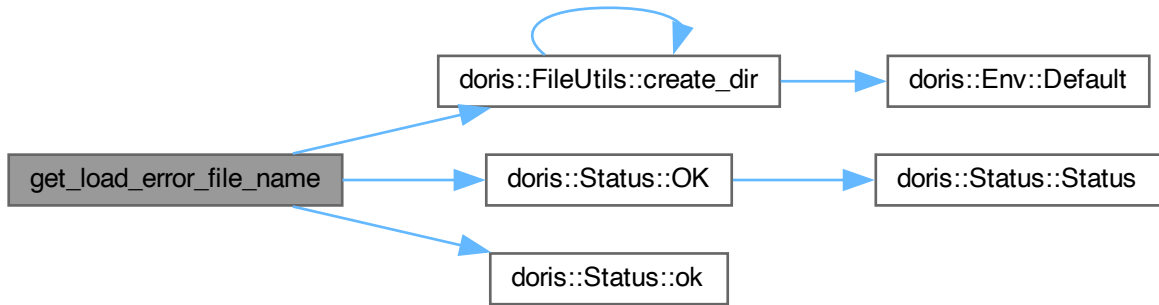 get_load_error_file_name
doris::FileUtils::create_dir
doris::Env::Default
doris::Status::OK
doris::Status::Status
doris::Status::ok